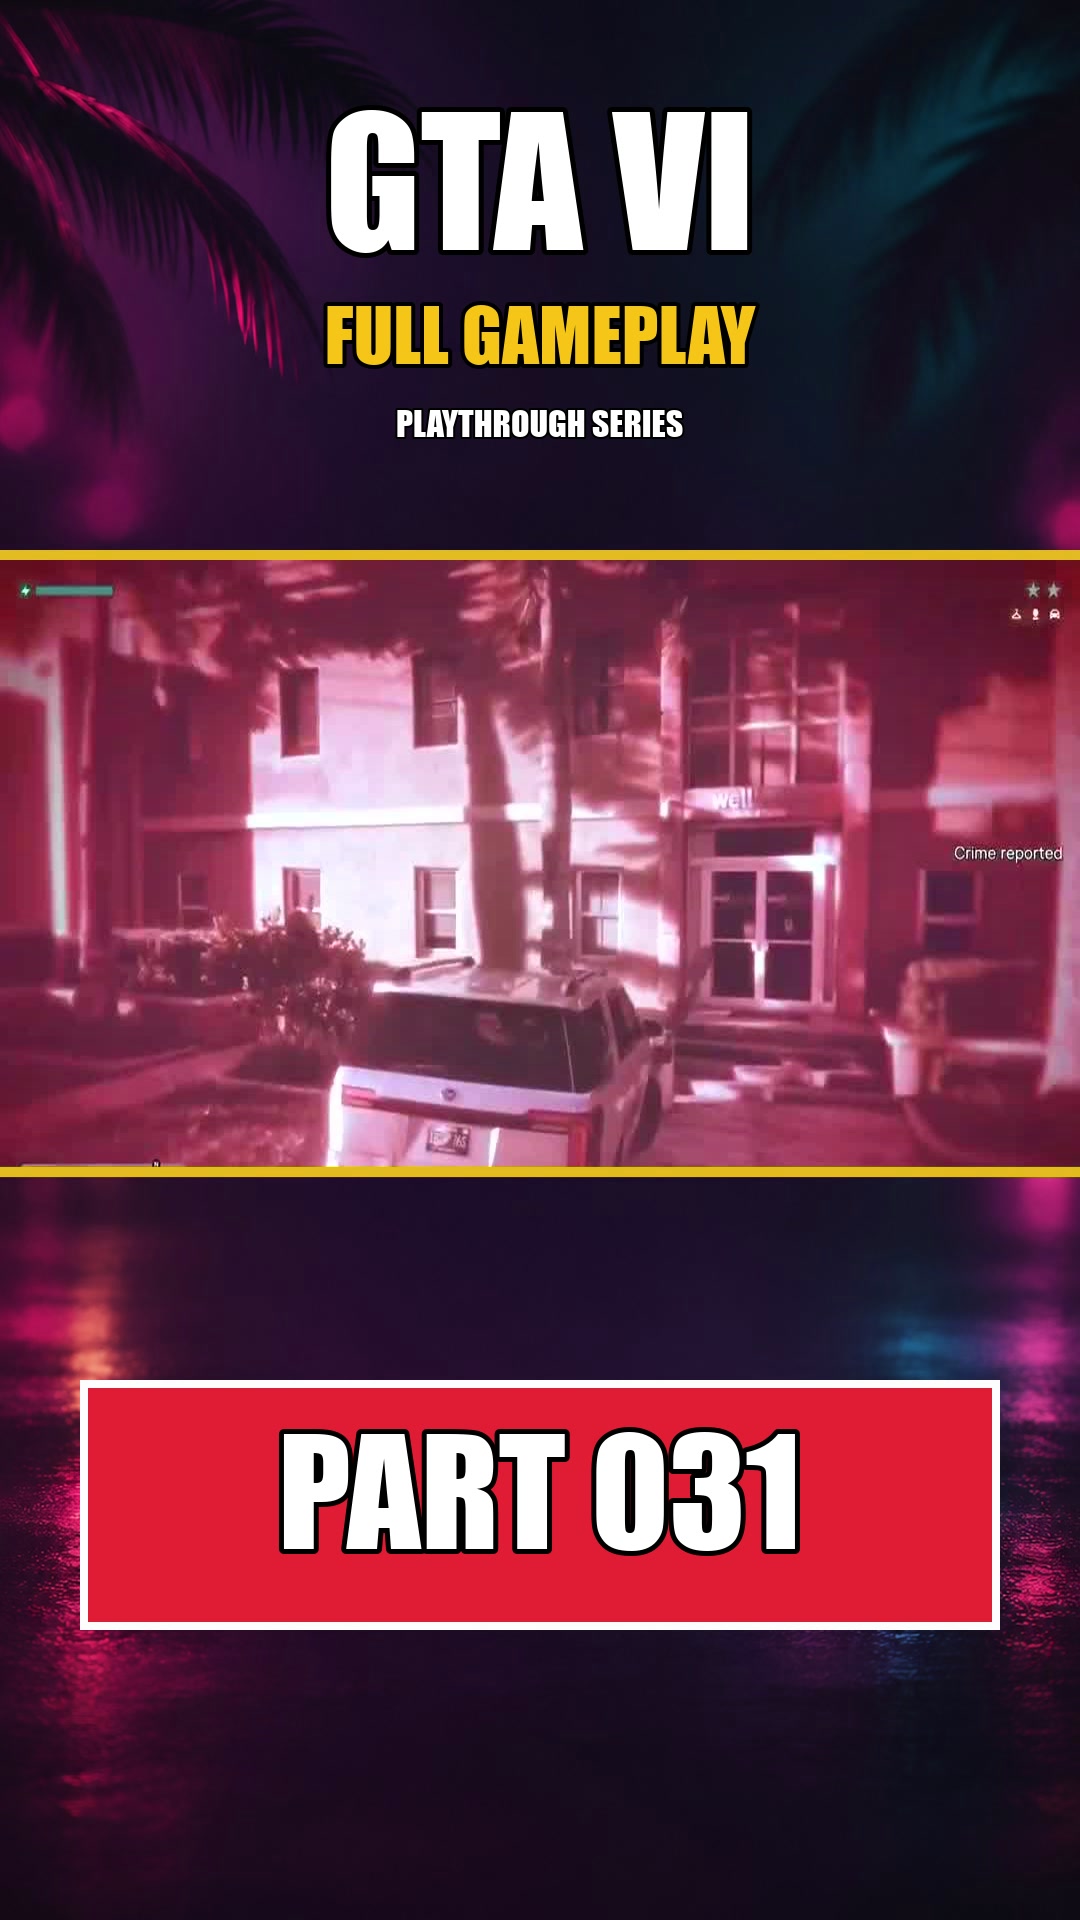 GTA VI
FULL GAMEPLAY
PLAYTHROUGH SERIES
well
Crime reported
PART 031